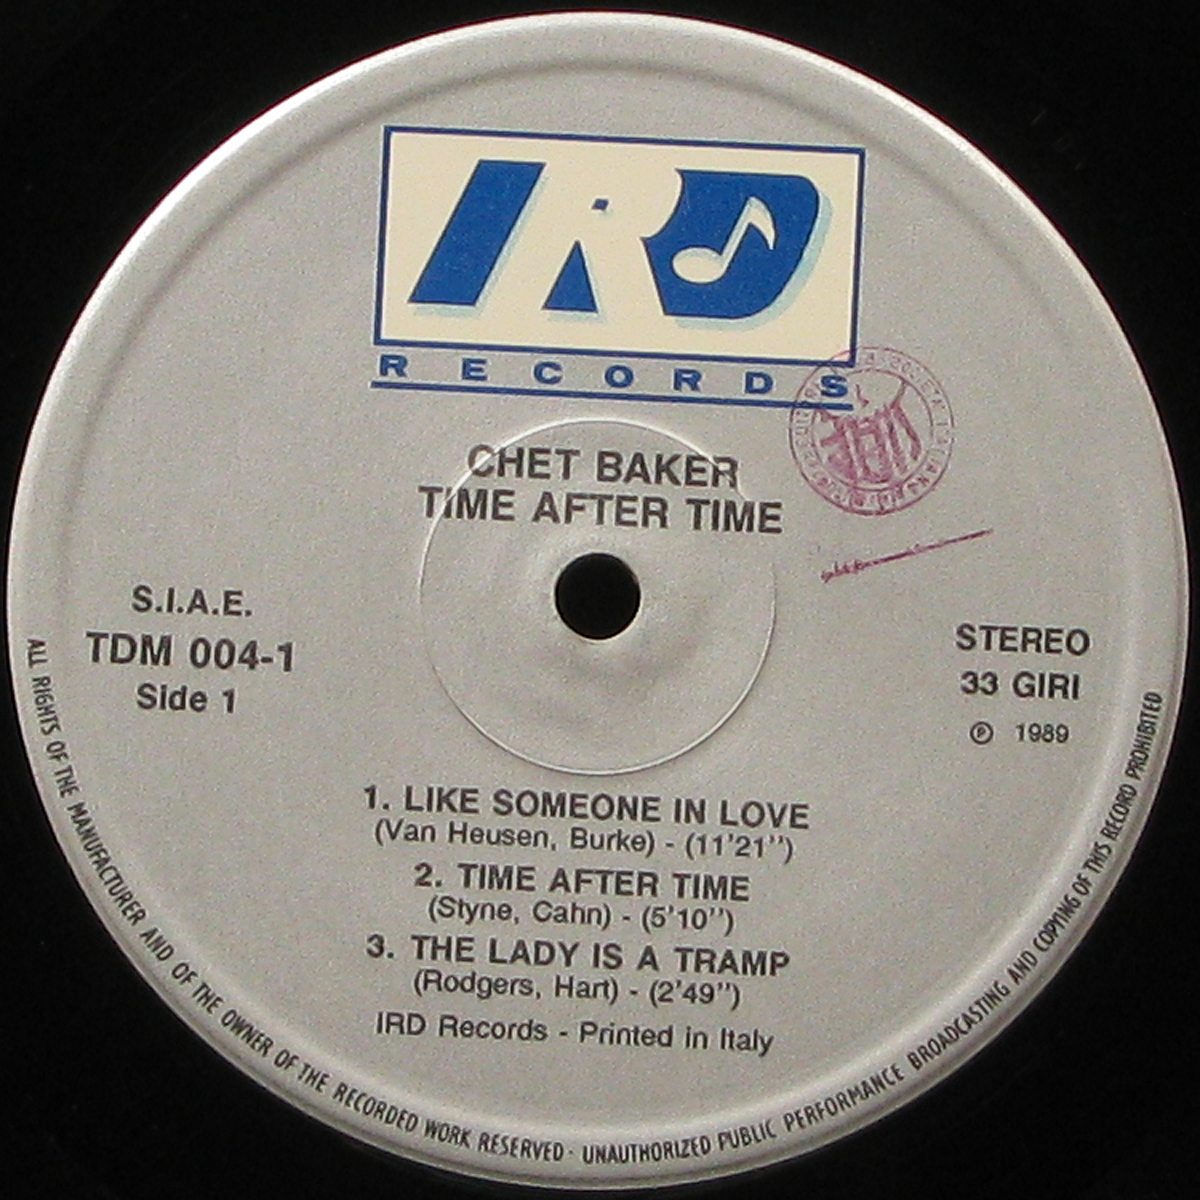 IRD
RECORDS
CHET BAKER
TIME AFTER TIME
S.I.A.E.
TDM 004-1
Side 1
STEREO
33 GIRI
℗ 1989
1. LIKE SOMEONE IN LOVE
(Van Heusen, Burke) - (11'21'')
2. TIME AFTER TIME
(Styne, Cahn) - (5'10'')
3. THE LADY IS A TRAMP
(Rodgers, Hart) - (2'49'')
IRD Records - Printed in Italy
ALL RIGHTS OF THE MANUFACTURER AND OF THE OWNER OF THE RECORDED WORK RESERVED · UNAUTHORIZED PUBLIC PERFORMANCE BROADCASTING AND COPYING OF THIS RECORD PROHIBITED